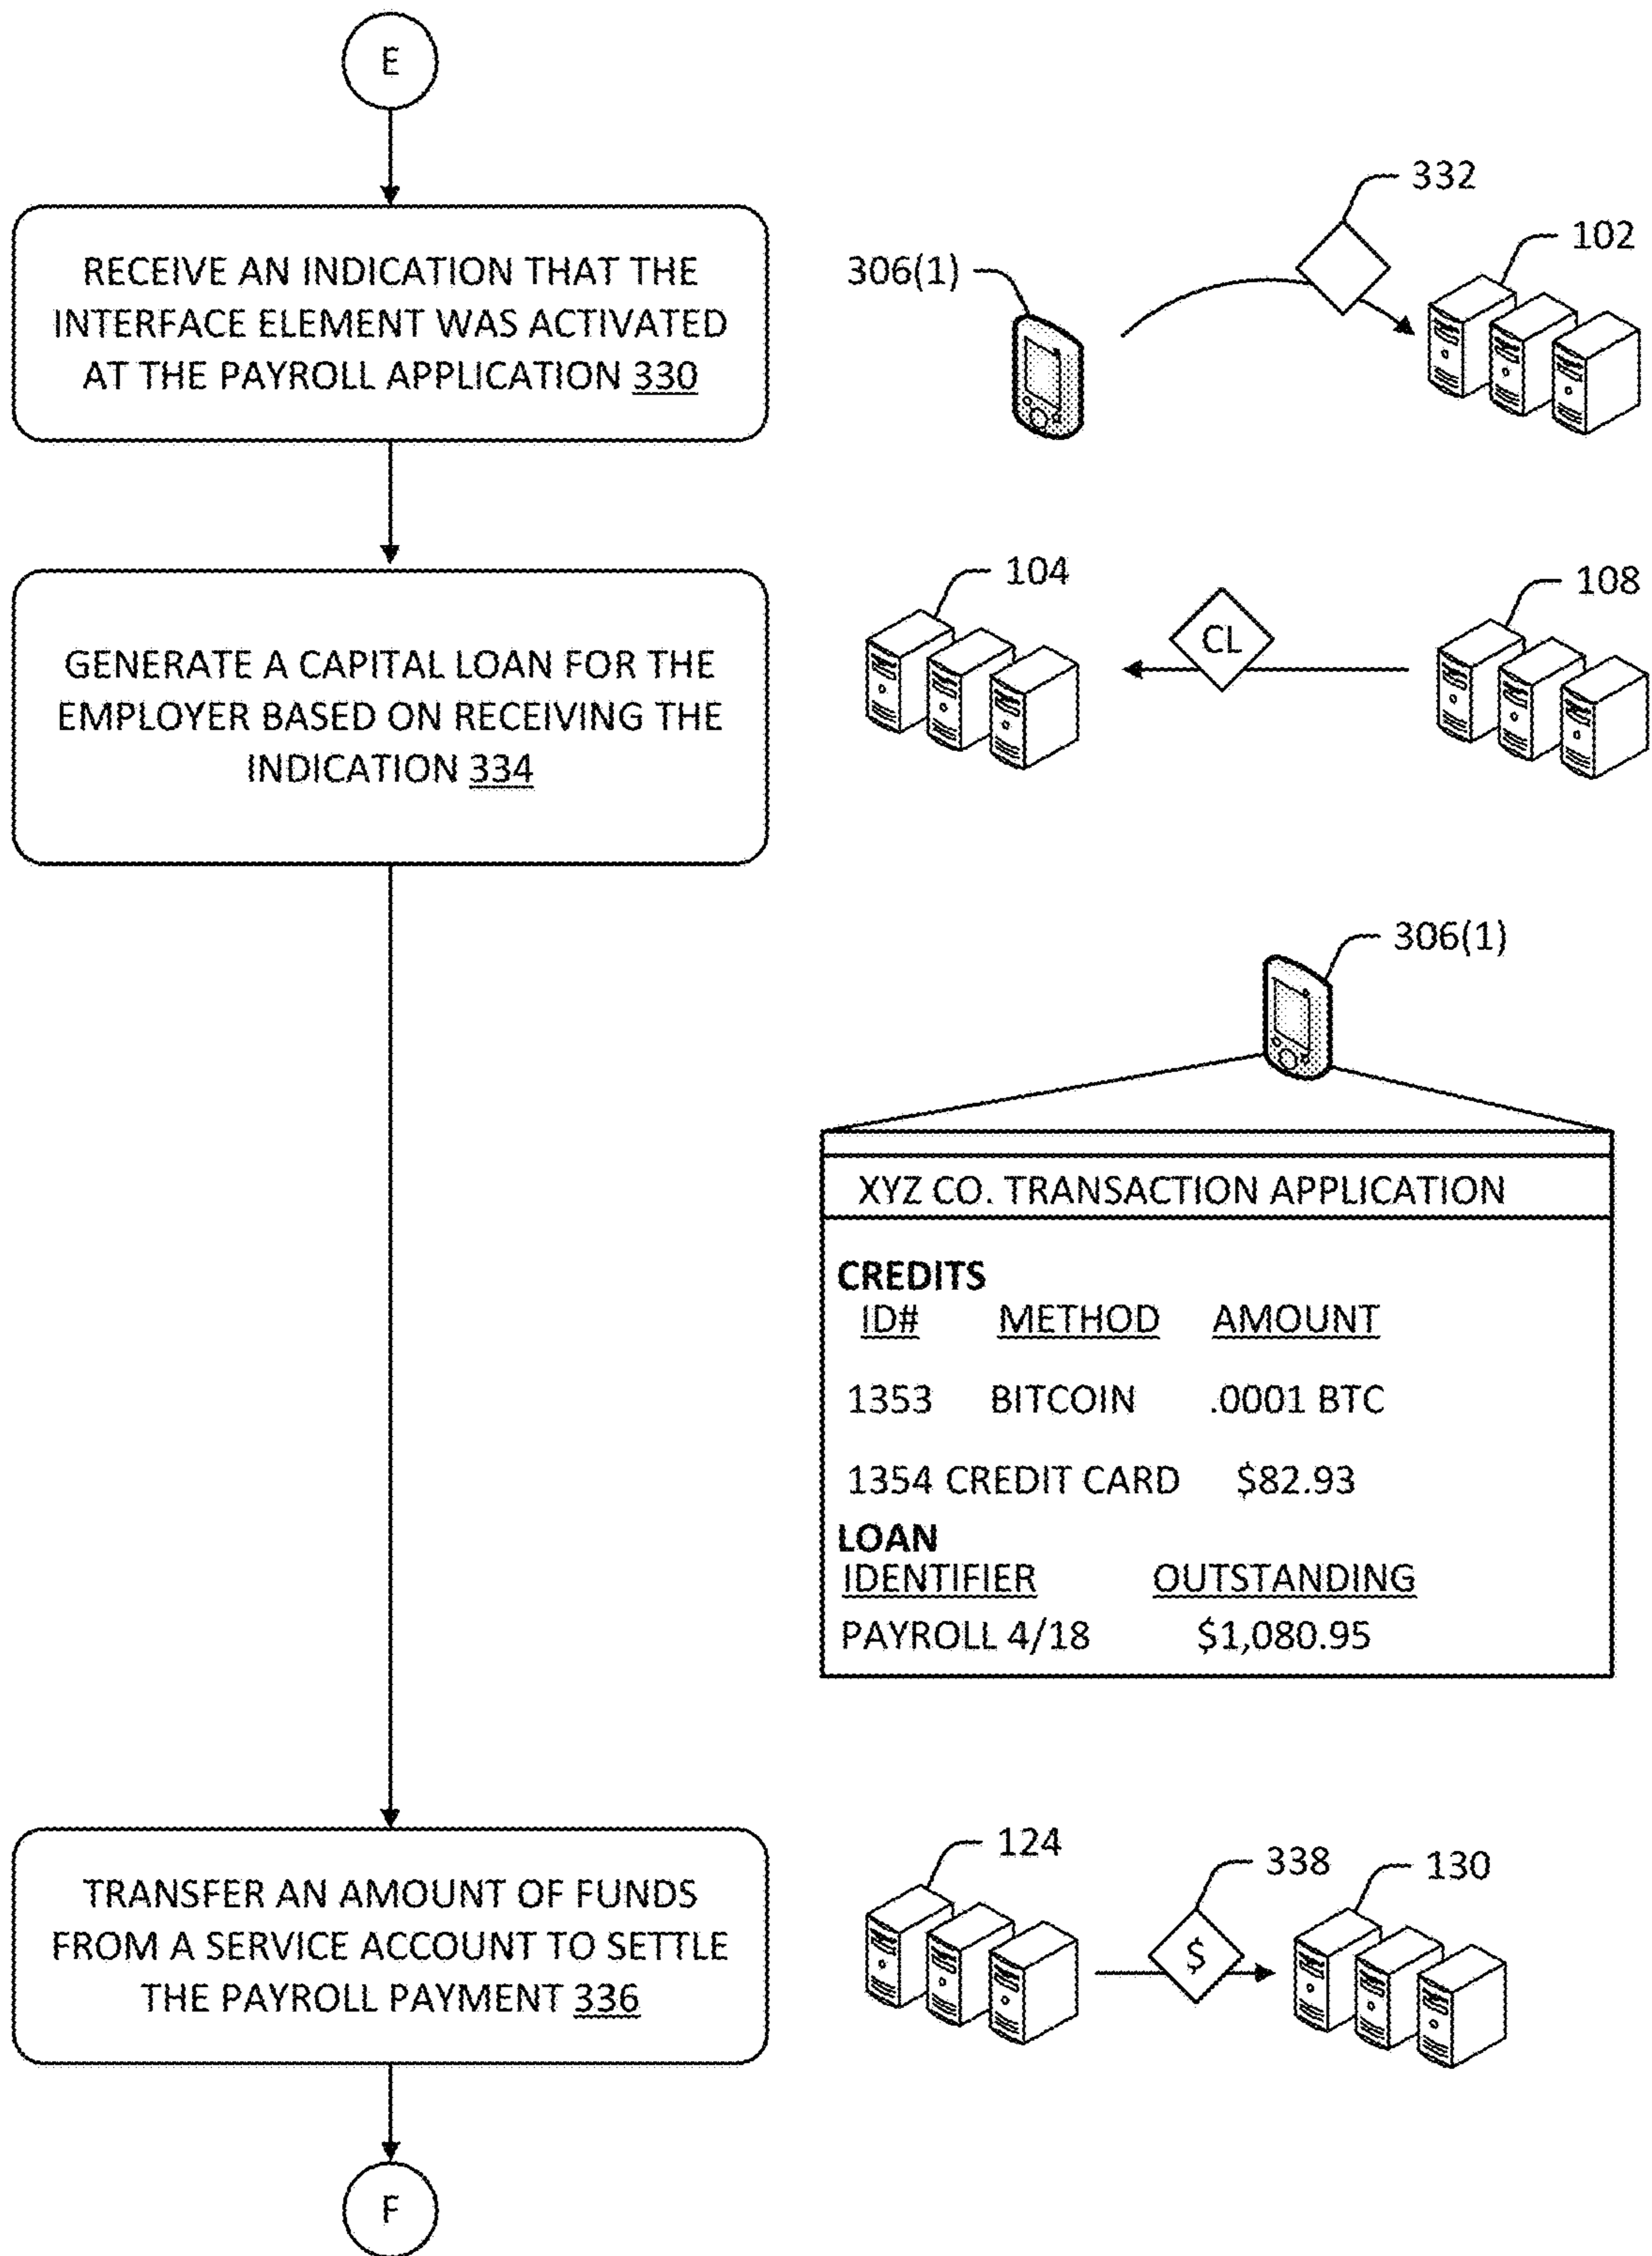 E
RECEIVE AN INDICATION THAT THE
INTERFACE ELEMENT WAS ACTIVATED
AT THE PAYROLL APPLICATION 330
332
306(1)
102
GENERATE A CAPITAL LOAN FOR THE
EMPLOYER BASED ON RECEIVING THE
INDICATION 334
104
CL
108
306(1)
XYZ CO. TRANSACTION APPLICATION
CREDITS
ID# METHOD AMOUNT
1353 BITCOIN .0001 BTC
1354 CREDIT CARD $82.93
LOAN
IDENTIFIER OUTSTANDING
PAYROLL 4/18 $1,080.95
TRANSFER AN AMOUNT OF FUNDS
FROM A SERVICE ACCOUNT TO SETTLE
THE PAYROLL PAYMENT 336
124
338
130
$
F